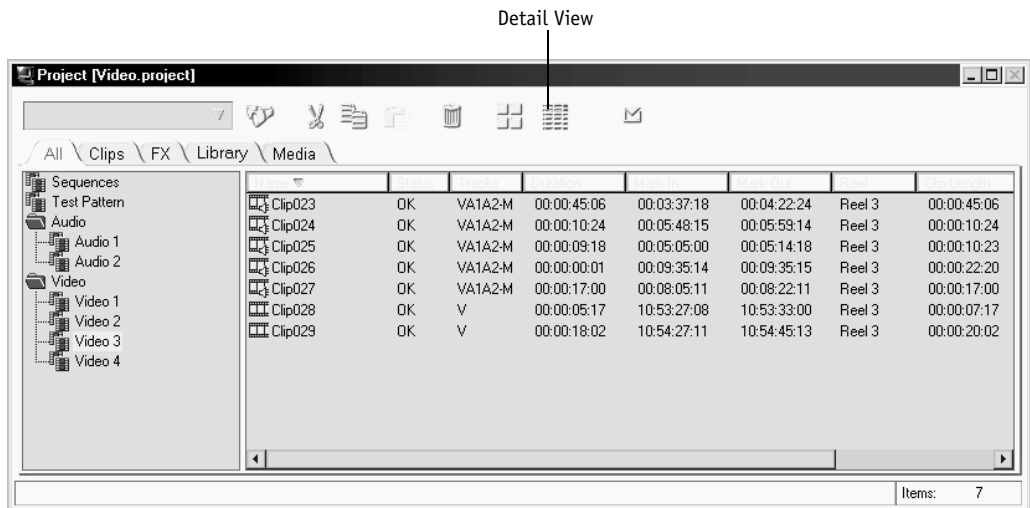 Detail View
Project [Video.project]
All Clips FX Library Media
Sequences
Test Pattern
Audio
Audio 1
Audio 2
Video
Video 1
Video 2
Video 3
Video 4
Name Status Tracks Duration Mark In Mark Out Reel Clip Length
Clip023 OK VA1A2-M 00:00:45:06 00:03:37:18 00:04:22:24 Reel 3 00:00:45:06
Clip024 OK VA1A2-M 00:00:10:24 00:05:48:15 00:05:59:14 Reel 3 00:00:10:24
Clip025 OK VA1A2-M 00:00:09:18 00:05:05:00 00:05:14:18 Reel 3 00:00:10:23
Clip026 OK VA1A2-M 00:00:00:01 00:09:35:14 00:09:35:15 Reel 3 00:00:22:20
Clip027 OK VA1A2-M 00:00:17:00 00:08:05:11 00:08:22:11 Reel 3 00:00:17:00
Clip028 OK V 00:00:05:17 10:53:27:08 10:53:33:00 Reel 3 00:00:07:17
Clip029 OK V 00:00:18:02 10:54:27:11 10:54:45:13 Reel 3 00:00:20:02
Items: 7